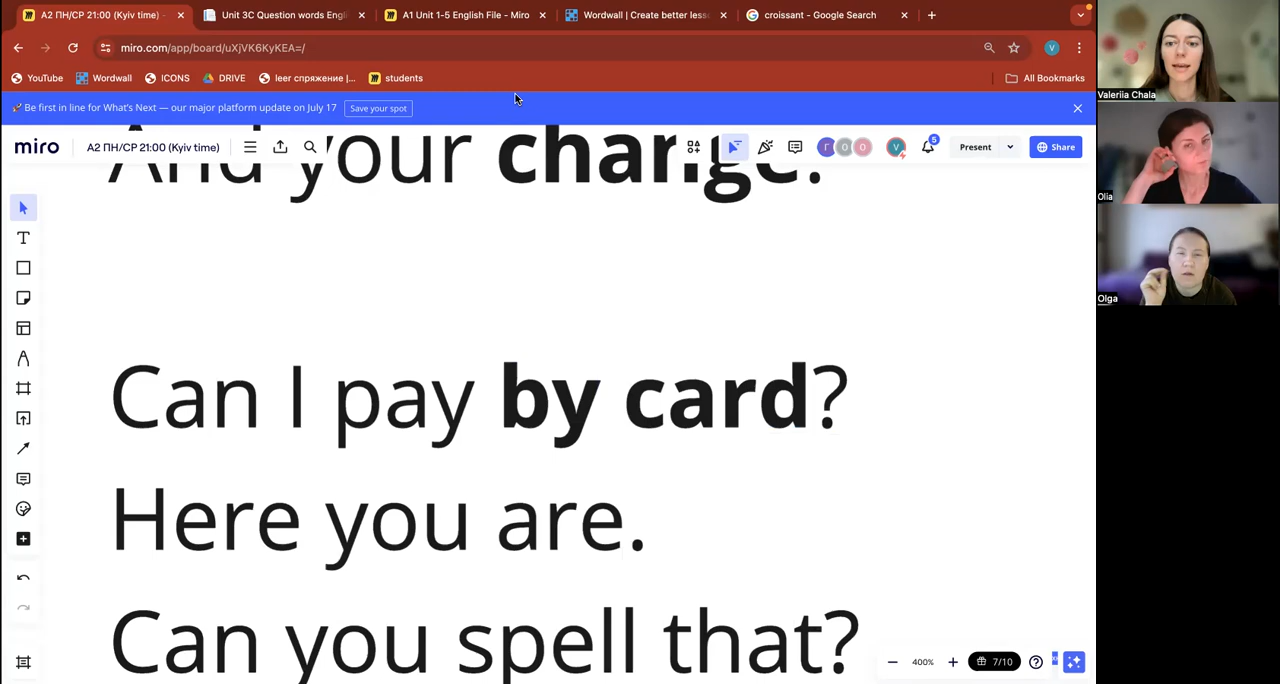 A2 ПН/СР 21:00 (Kyiv time) -
Unit 3C Question words Engl
A1 Unit 1-5 English File - Miro
Wordwall | Create better less
croissant - Google Search
miro.com/app/board/uXjVK6KyKEA=/
V
YouTube
Wordwall
ICONS
DRIVE
leer спряжение |...
students
All Bookmarks
🚀 Be first in line for What's Next — our major platform update on July 17
Save your spot
miro
A2 ПН/СР 21:00 (Kyiv time)
Г
O
O
V
5
Present
Share
And your change.
Can I pay by card?
Here you are.
Can you spell that?
400%
7/10
Valeriia Chala
Olia
Olga